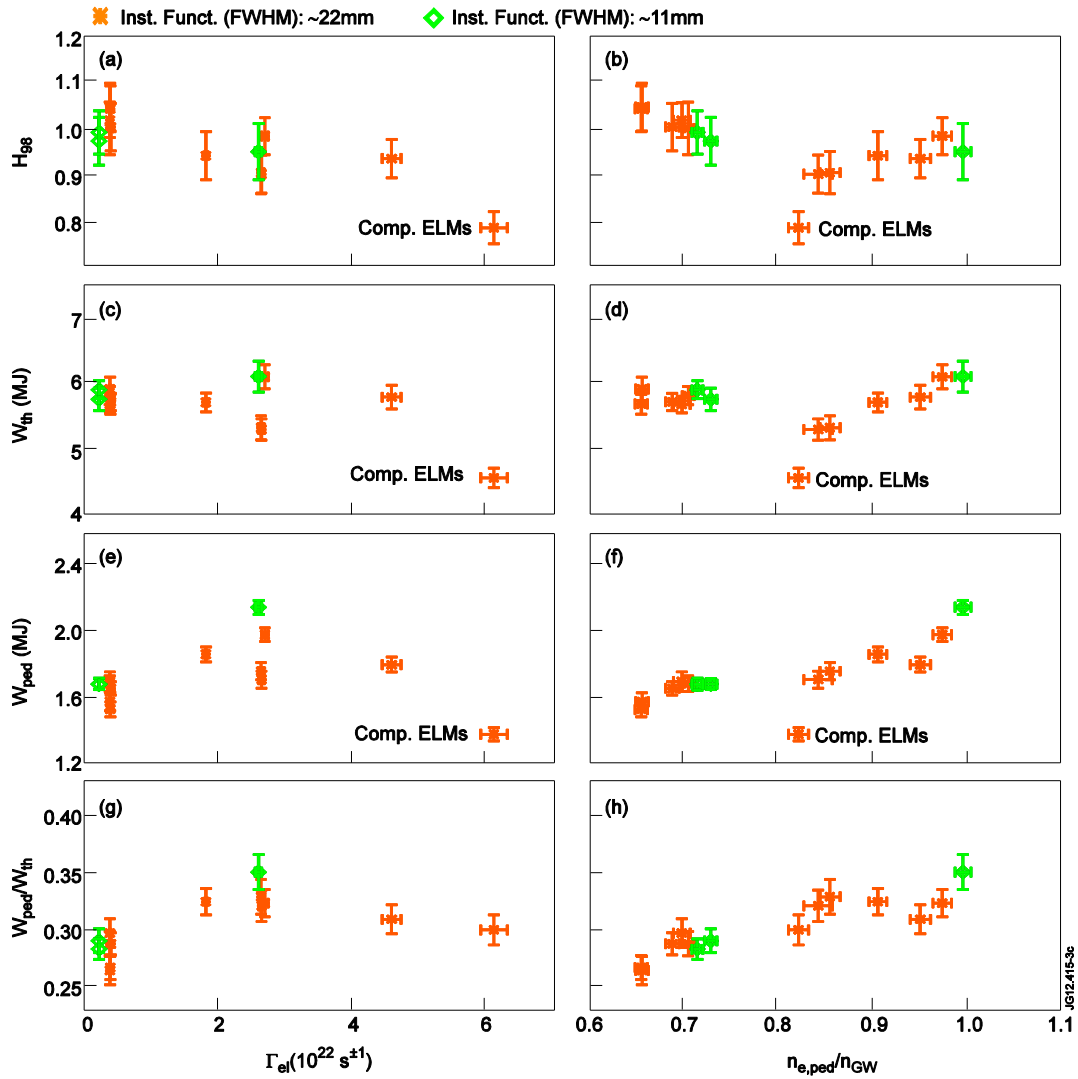 Inst. Funct. (FWHM): ~22mm Inst. Funct. (FWHM): ~11mm
(a) (b)
1.2
1.1
1.0
0.9
0.8
H98
Comp. ELMs Comp. ELMs
(c) (d)
7
6
5
4
Wth (MJ)
Comp. ELMs Comp. ELMs
(e) (f)
2.4
2.0
1.6
1.2
Wped (MJ)
Comp. ELMs Comp. ELMs
(g) (h)
0.40
0.35
0.30
0.25
Wped/Wth
0 2 4 6 0.6 0.7 0.8 0.9 1.0 1.1
Γel(10²² s±1) ne,ped/nGW
JG12.415-3c